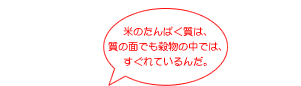 米のたんぱく質は、
質の面でも穀物の中では、
すぐれているんだ。